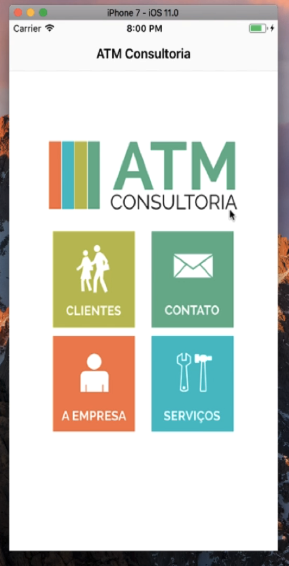 iPhone 7 - iOS 11.0
Carrier 8:00 PM
ATM Consultoria
ATM
CONSULTORIA
CLIENTES CONTATO
A EMPRESA SERVIÇOS